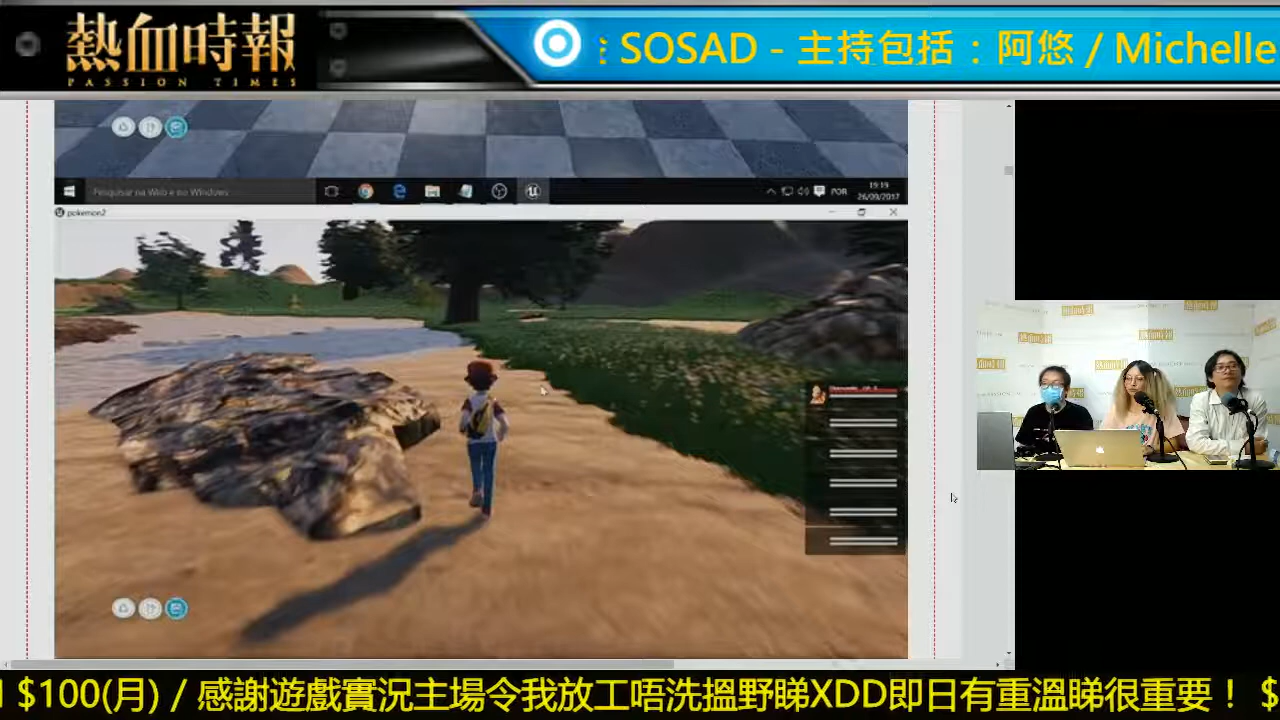 熱血時報
PASSION TIMES
SOSAD - 主持包括：阿悠 / Michelle
Pesquisar na Web e no Windows
POR
19:19
26/09/2017
pokemon2
$100(月) / 感謝遊戲實況主場令我放工唔洗搵野睇XDD即日有重溫睇很重要！ $